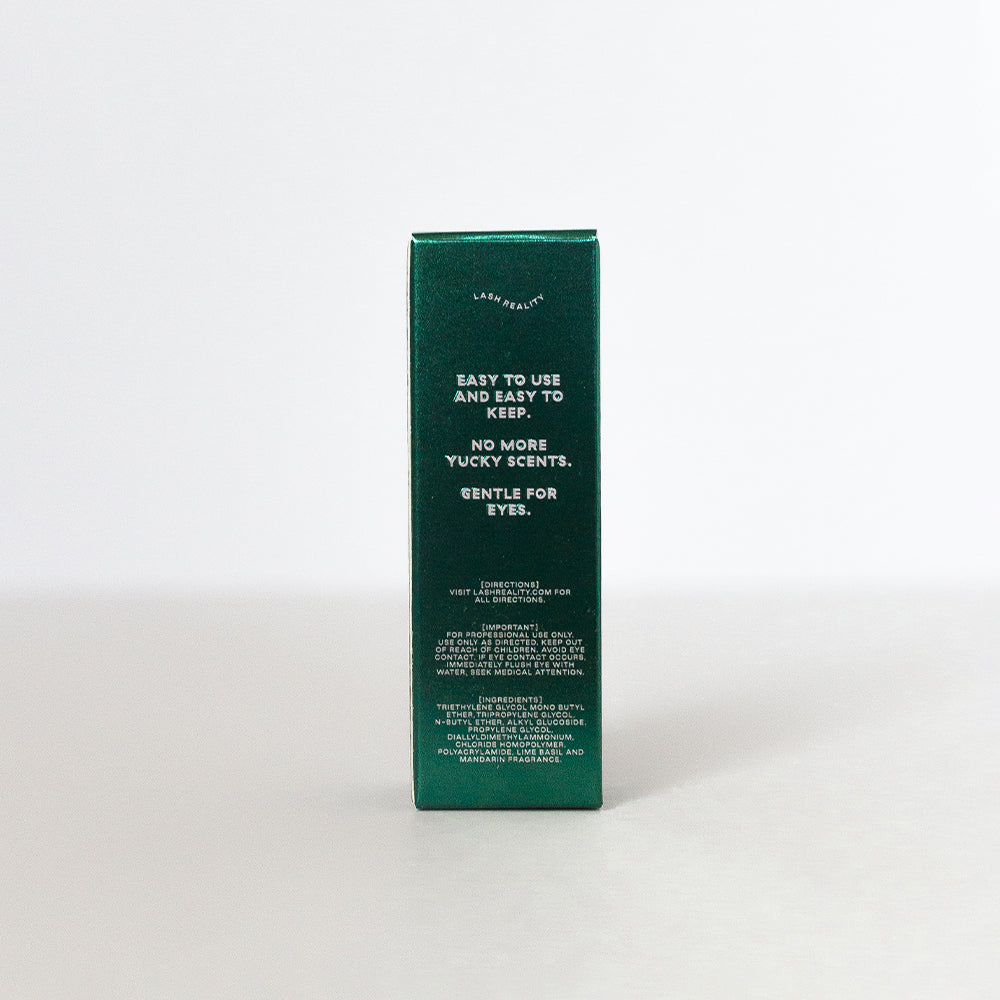 LASH REALITY
EASY TO USE
AND EASY TO
KEEP.
NO MORE
YUCKY SCENTS.
GENTLE FOR
EYES.
[DIRECTIONS]
VISIT LASHREALITY.COM FOR
ALL DIRECTIONS.
[IMPORTANT]
FOR PROFESSIONAL USE ONLY.
USE ONLY AS DIRECTED. KEEP OUT
OF REACH OF CHILDREN. AVOID EYE
CONTACT. IF EYE CONTACT OCCURS,
IMMEDIATELY FLUSH EYE WITH
WATER, SEEK MEDICAL ATTENTION.
[INGREDIENTS]
TRIETHYLENE GLYCOL MONO BUTYL
ETHER, TRIPROPYLENE GLYCOL
N-BUTYL ETHER, ALKYL GLUCOSIDE,
PROPYLENE GLYCOL,
DIALLYLDIMETHYLAMMONIUM,
CHLORIDE HOMOPOLYMER,
POLYACRYLAMIDE, LIME BASIL AND
MANDARIN FRAGRANCE.